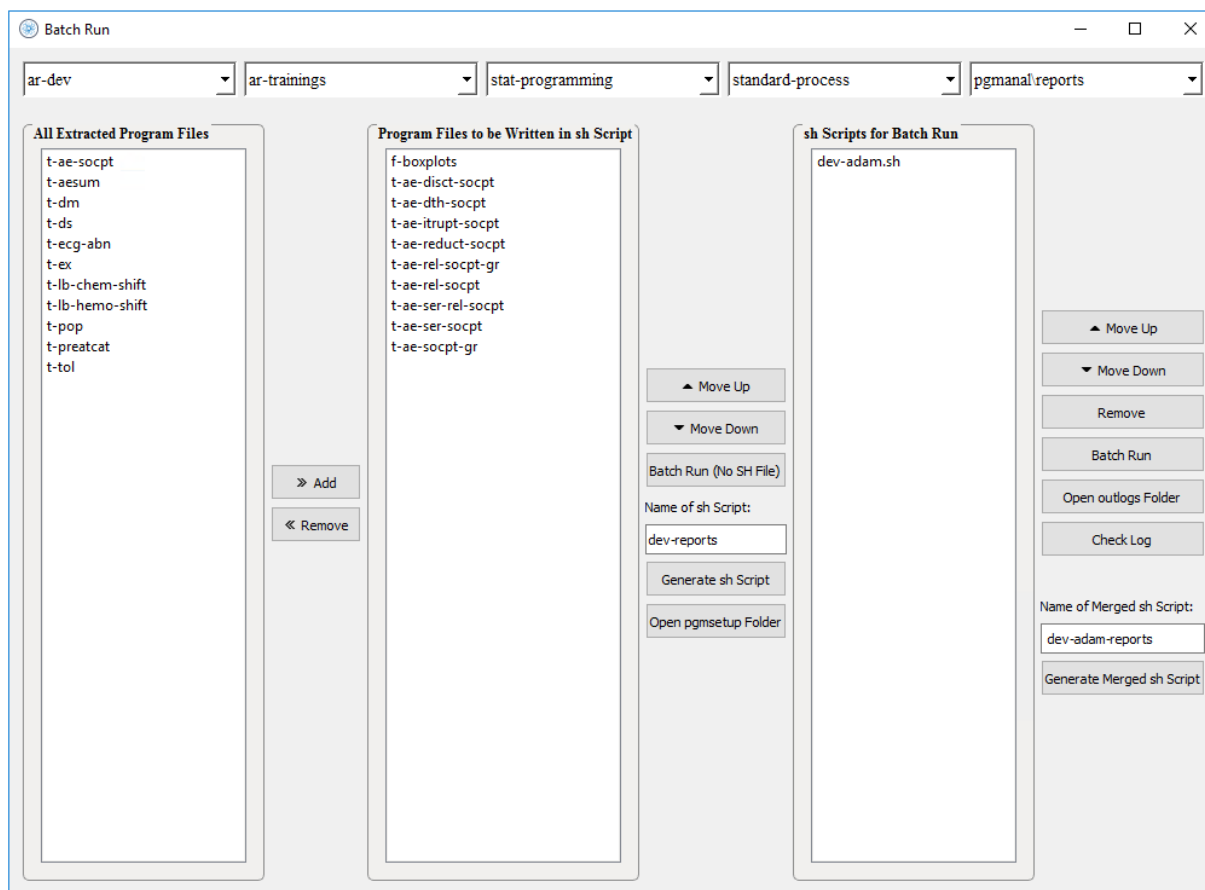 Batch Run
ar-dev
ar-trainings
stat-programming
standard-process
pgmanal\reports
All Extracted Program Files
t-ae-socpt
t-aesum
t-dm
t-ds
t-ecg-abn
t-ex
t-lb-chem-shift
t-lb-hemo-shift
t-pop
t-preatcat
t-tol
Add
Remove
Program Files to be Written in sh Script
f-boxplots
t-ae-disct-socpt
t-ae-dth-socpt
t-ae-itrupt-socpt
t-ae-reduct-socpt
t-ae-rel-socpt-gr
t-ae-rel-socpt
t-ae-ser-rel-socpt
t-ae-ser-socpt
t-ae-socpt-gr
Move Up
Move Down
Batch Run (No SH File)
Name of sh Script:
dev-reports
Generate sh Script
Open pgmsetup Folder
sh Scripts for Batch Run
dev-adam.sh
Move Up
Move Down
Remove
Batch Run
Open outlogs Folder
Check Log
Name of Merged sh Script:
dev-adam-reports
Generate Merged sh Script